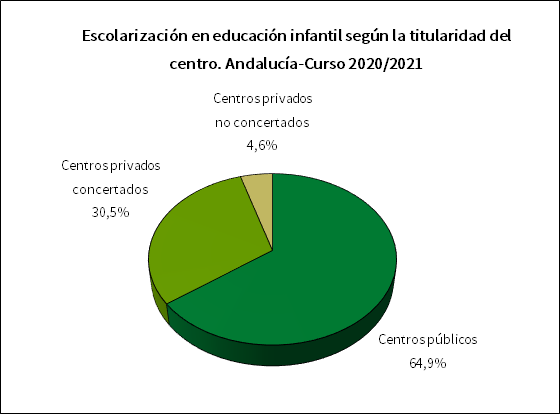 Escolarización en educación infantil según la titularidad del
centro. Andalucía-Curso 2020/2021
Centros privados
no concertados
4,6%
Centros privados
concertados
30,5%
Centros públicos
64,9%